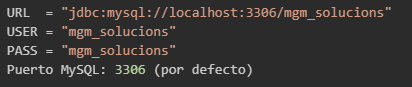 URL  = "jdbc:mysql://localhost:3306/mgm_solucions"
USER = "mgm_solucions"
PASS = "mgm_solucions"
Puerto MySQL: 3306 (por defecto)